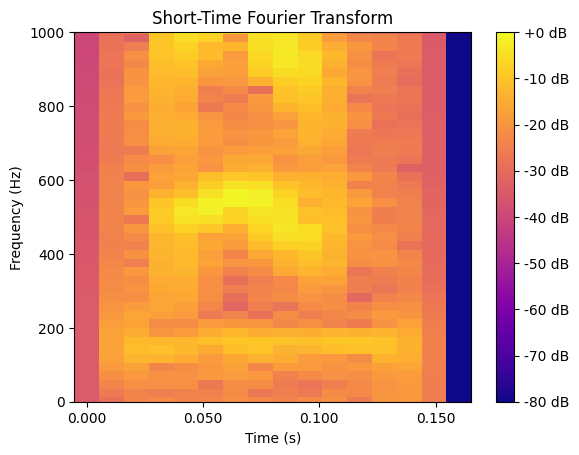 Short-Time Fourier Transform
1000
800
600
400
200
0
Frequency (Hz)
0.000
0.050
0.100
0.150
Time (s)
+0 dB
-10 dB
-20 dB
-30 dB
-40 dB
-50 dB
-60 dB
-70 dB
-80 dB